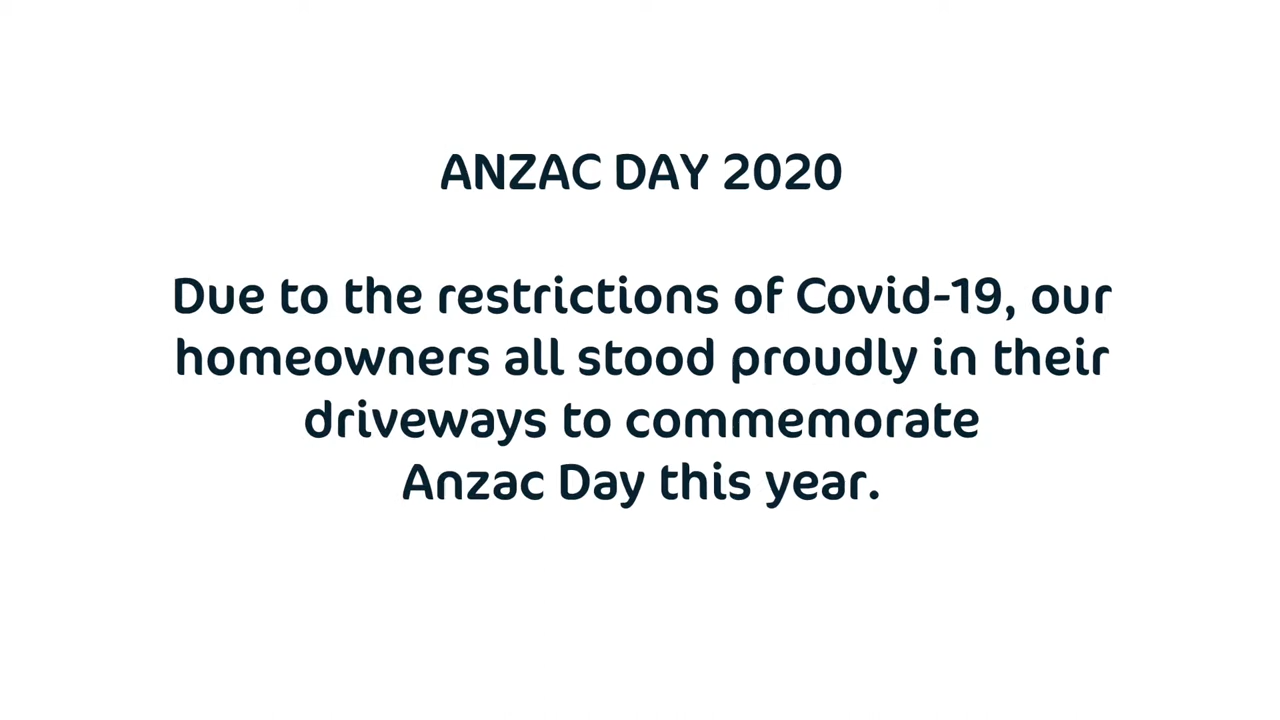 ANZAC DAY 2020
Due to the restrictions of Covid-19, our
homeowners all stood proudly in their
driveways to commemorate
Anzac Day this year.